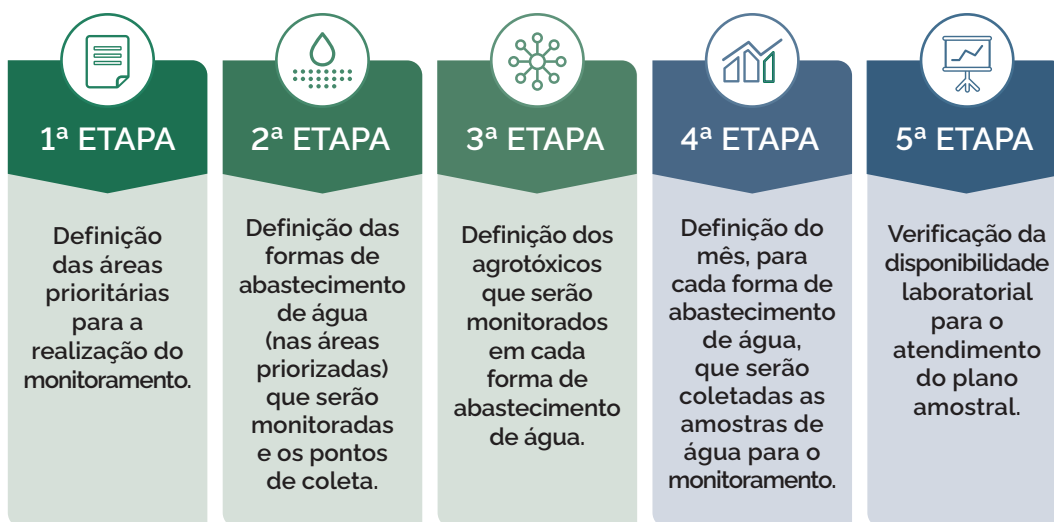 1ª ETAPA
Definição
das áreas
prioritárias
para a
realização do
monitoramento.
2ª ETAPA
Definição das
formas de
abastecimento
de água
(nas áreas
priorizadas)
que serão
monitoradas
e os pontos
de coleta.
3ª ETAPA
Definição dos
agrotóxicos
que serão
monitorados
em cada
forma de
abastecimento
de água.
4ª ETAPA
Definição do
mês, para
cada forma de
abastecimento
de água,
que serão
coletadas as
amostras de
água para o
monitoramento.
5ª ETAPA
Verificação da
disponibilidade
laboratorial
para o
atendimento
do plano
amostral.